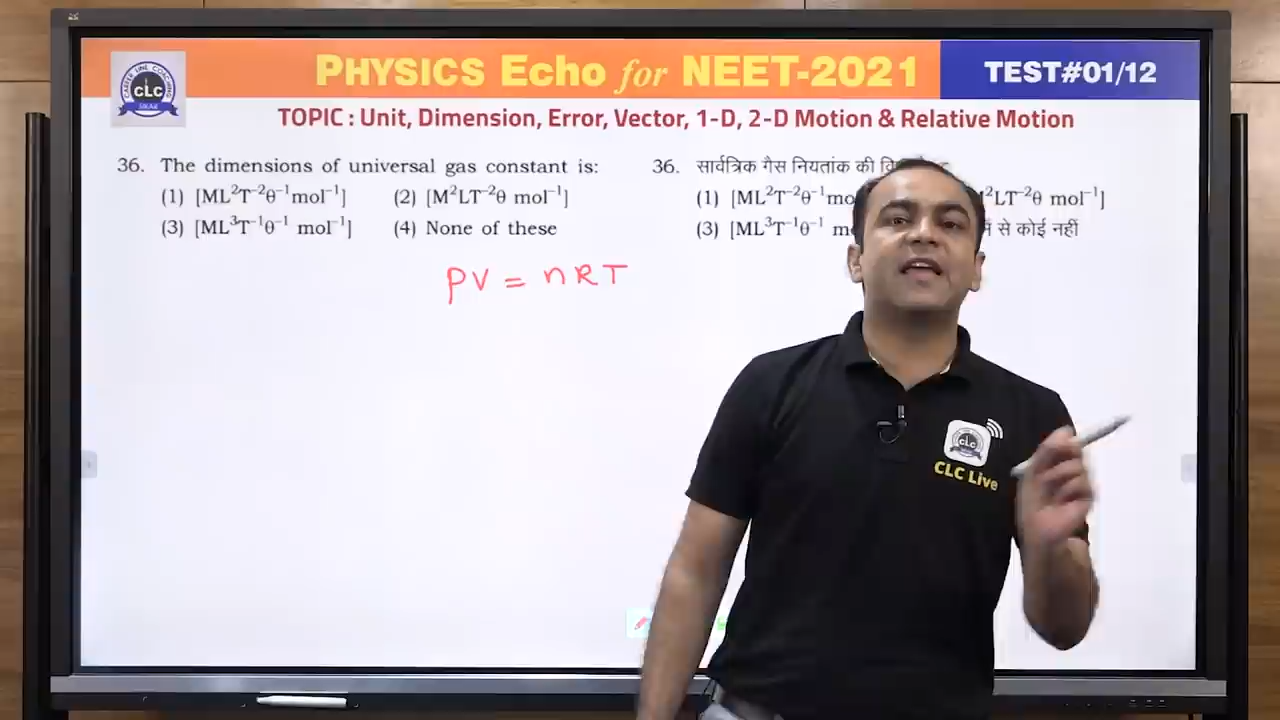 PHYSICS Echo for NEET-2021
TEST#01/12
CLC
TOPIC : Unit, Dimension, Error, Vector, 1-D, 2-D Motion & Relative Motion
36. The dimensions of universal gas constant is:
(1) [ML²T⁻²θ⁻¹mol⁻¹] (2) [M²LT⁻²θ mol⁻¹]
(3) [ML³T⁻¹θ⁻¹ mol⁻¹] (4) None of these
36. सार्वत्रिक गैस नियतांक की
(1) [ML²T⁻²θ⁻¹mo ²LT⁻²θ mol⁻¹]
(3) [ML³T⁻¹θ⁻¹ से कोई नहीं
PV = nRT
CLC
CLC Live